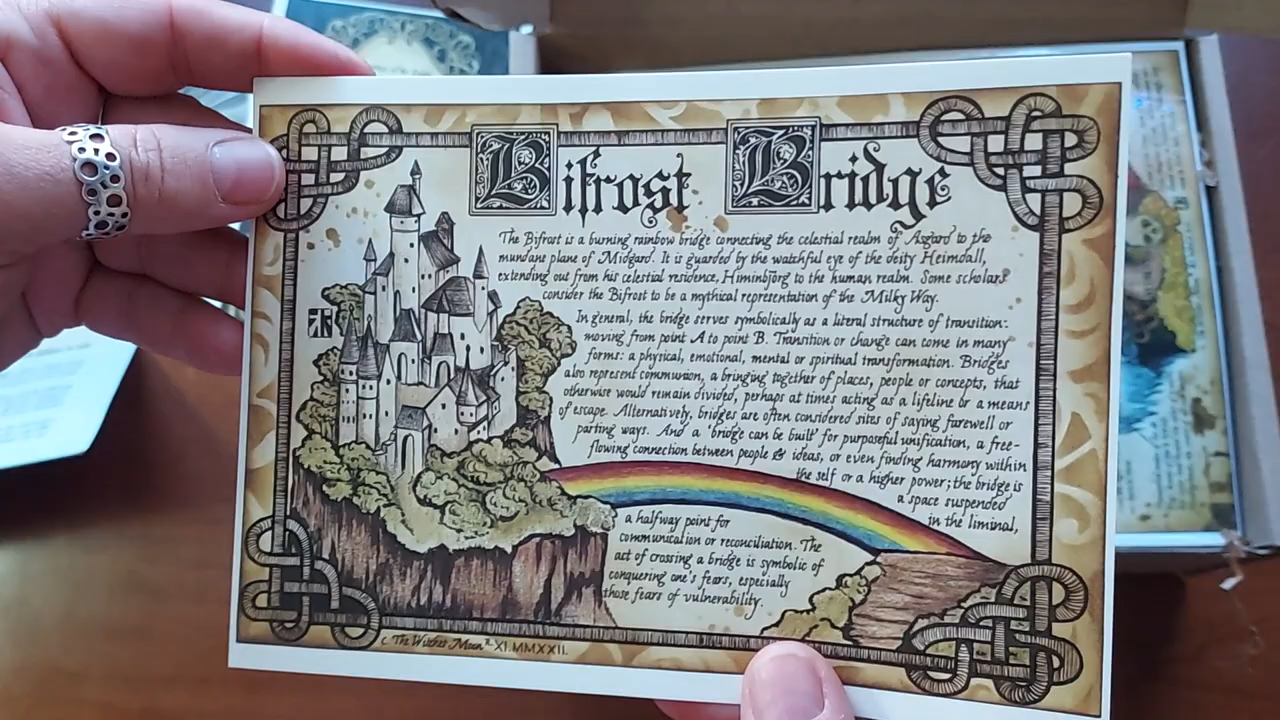 Bifrost Bridge
The Bifrost is a burning rainbow bridge connecting the celestial realm of Asgard to the
mundane plane of Midgard. It is guarded by the watchful eye of the deity Heimdall,
extending out from his celestial residence, Himinbjörg to the human realm. Some scholars
consider the Bifrost to be a mythical representation of the Milky Way.
In general, the bridge serves symbolically as a literal structure of transition:
moving from point A to point B. Transition or change can come in many
forms: a physical, emotional, mental or spiritual transformation. Bridges
also represent communion, a bringing together of places, people or concepts, that
otherwise would remain divided, perhaps at times acting as a lifeline or a means
of escape. Alternatively, bridges are often considered sites of saying farewell or
parting ways. And a 'bridge can be built' for purposeful unification, a free-
flowing connection between people & ideas, or even finding harmony within
the self or a higher power; the bridge is
a space suspended
in the liminal,
a halfway point for
communication or reconciliation. The
act of crossing a bridge is symbolic of
conquering one's fears, especially
those fears of vulnerability.
c The Witches Moon XI.MMXXII.